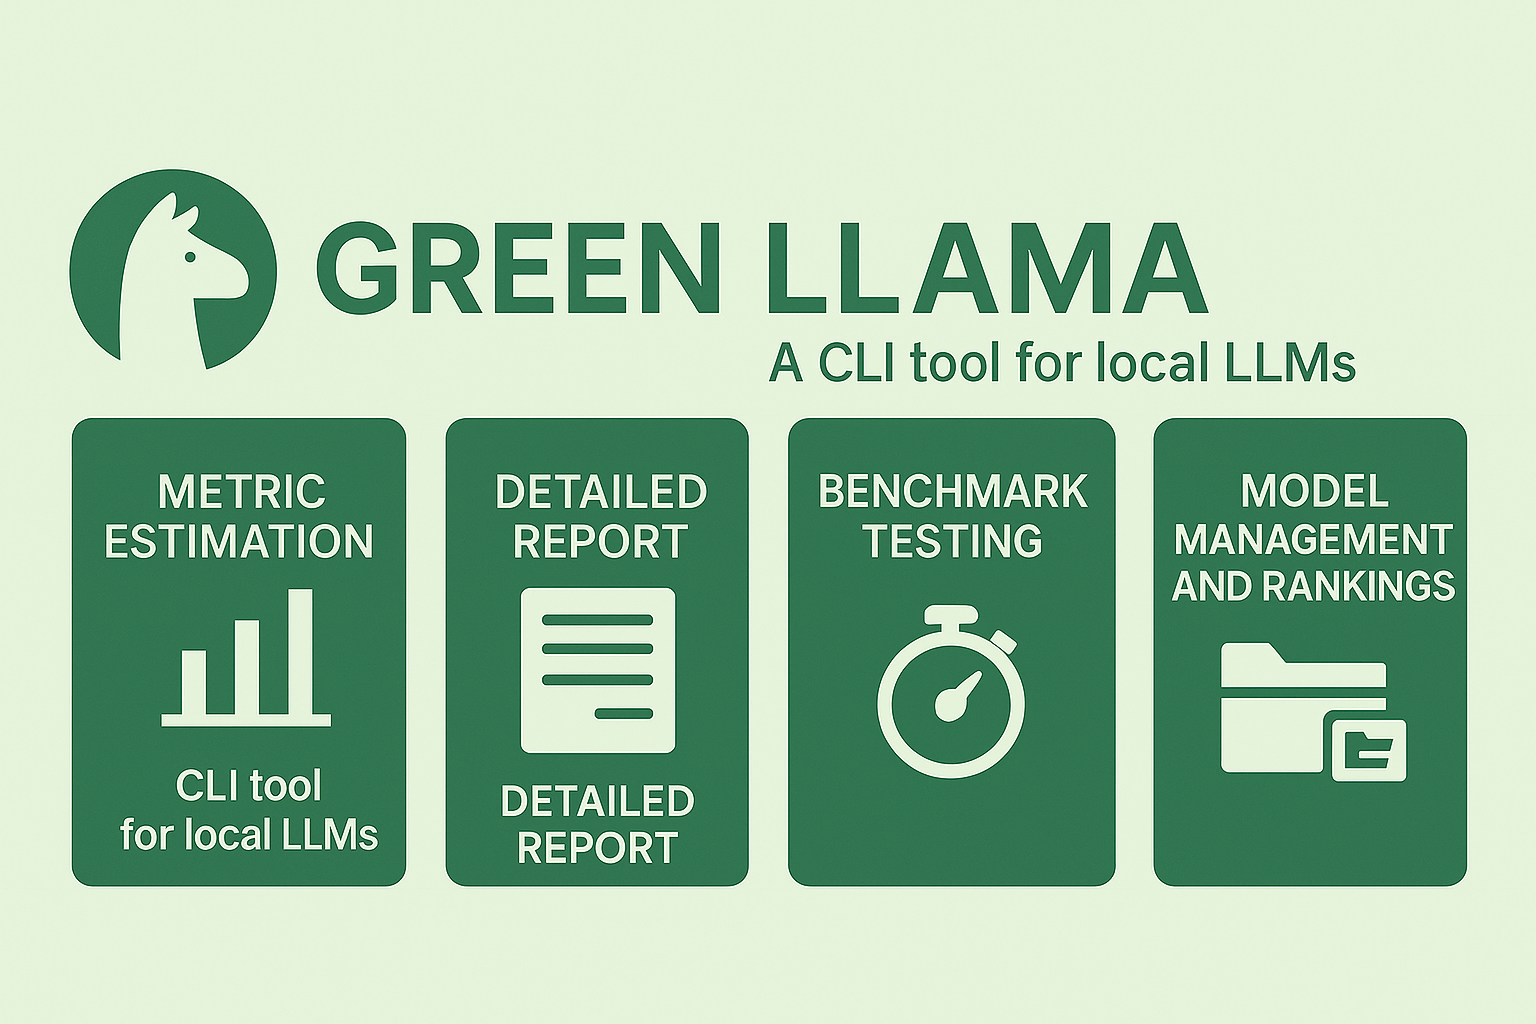 GREEN LLAMA
A CLI tool for local LLMs
METRIC
ESTIMATION
CLI tool
for local LLMs
DETAILED
REPORT
DETAILED
REPORT
BENCHMARK
TESTING
MODEL
MANAGEMENT
AND RANKINGS